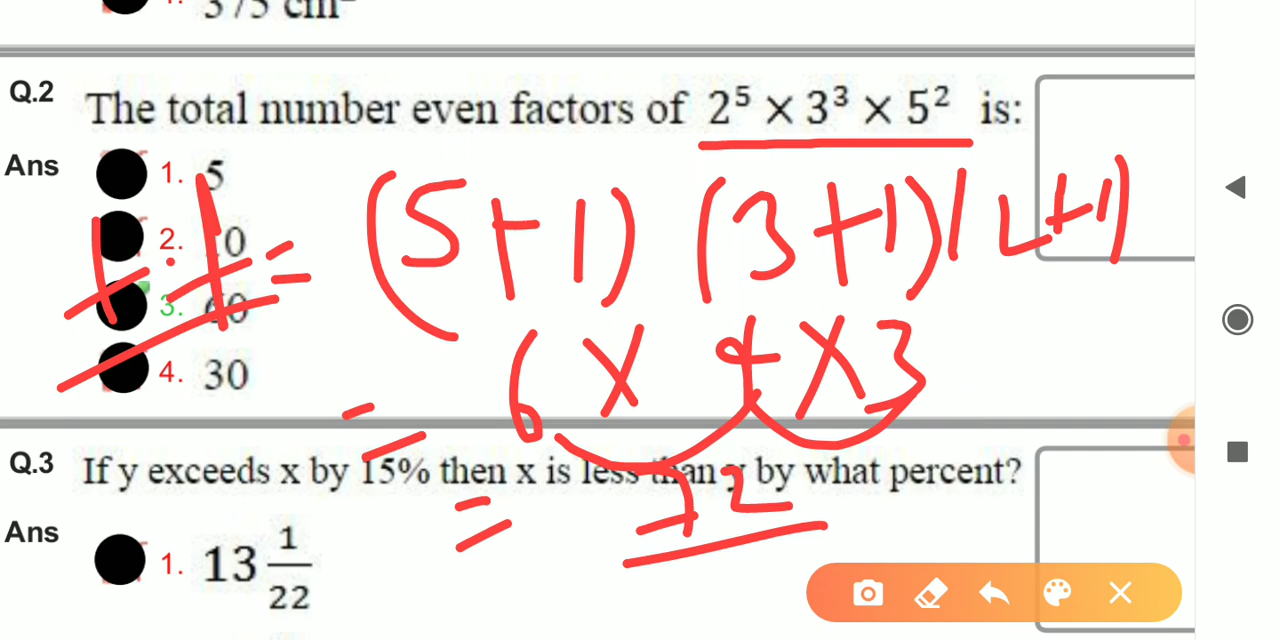 375 cm²
Q.2 The total number even factors of 2⁵ × 3³ × 5² is:
Ans 1. 5
2. 10
3. 60
4. 30
= (5+1) (3+1) (2+1)
= 6 × 4 × 3
= 72
Q.3 If y exceeds x by 15% then x is less than y by what percent?
Ans 1. 13 1/22